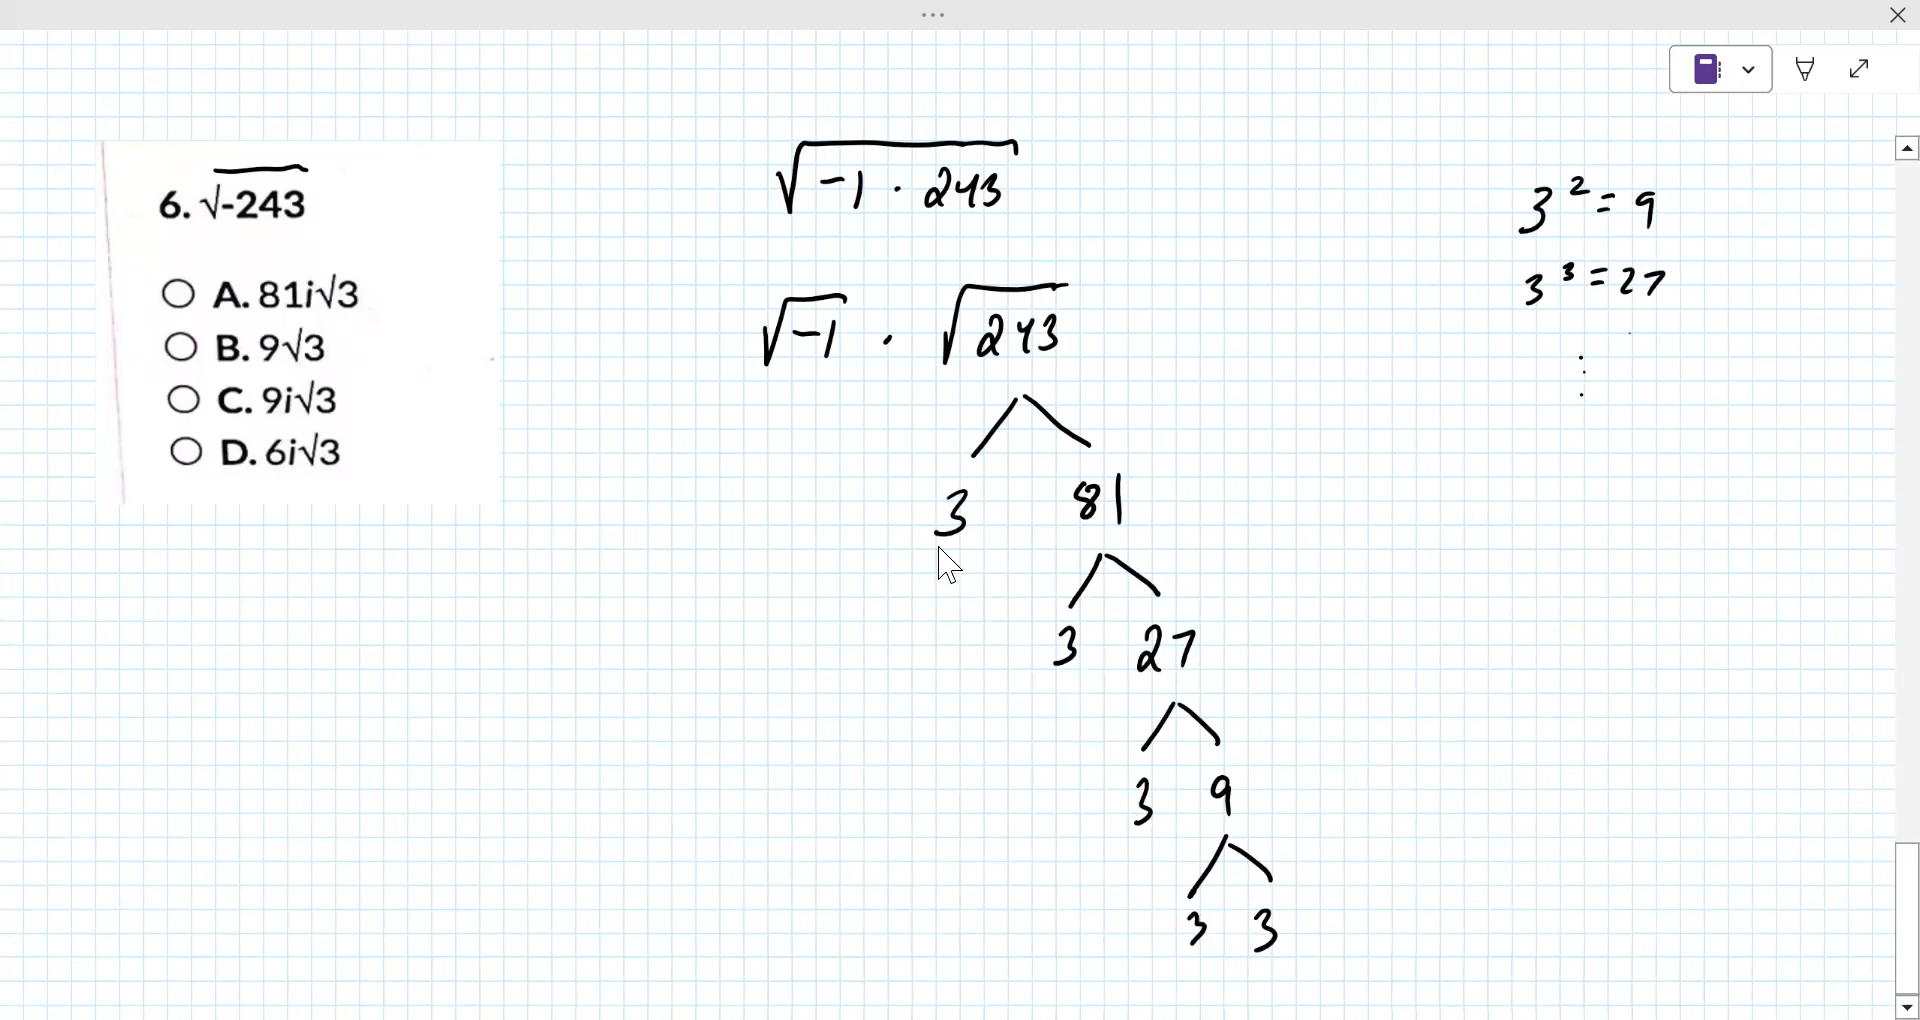 6. √-243
A. 81i√3
B. 9√3
C. 9i√3
D. 6i√3
√-1 · 243
√-1 · √243
3 81
3 27
3 9
3 3
3² = 9
3³ = 27
⋮